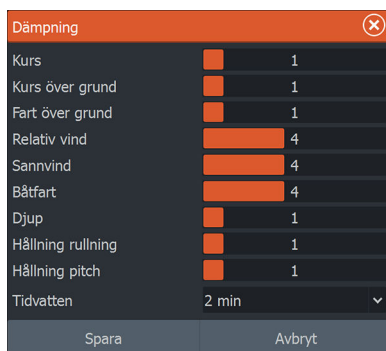 Dämpning
Kurs 1
Kurs över grund 1
Fart över grund 1
Relativ vind 4
Sannvind 4
Båtfart 4
Djup 1
Hållning rullning 1
Hållning pitch 1
Tidvatten 2 min
Spara Avbryt